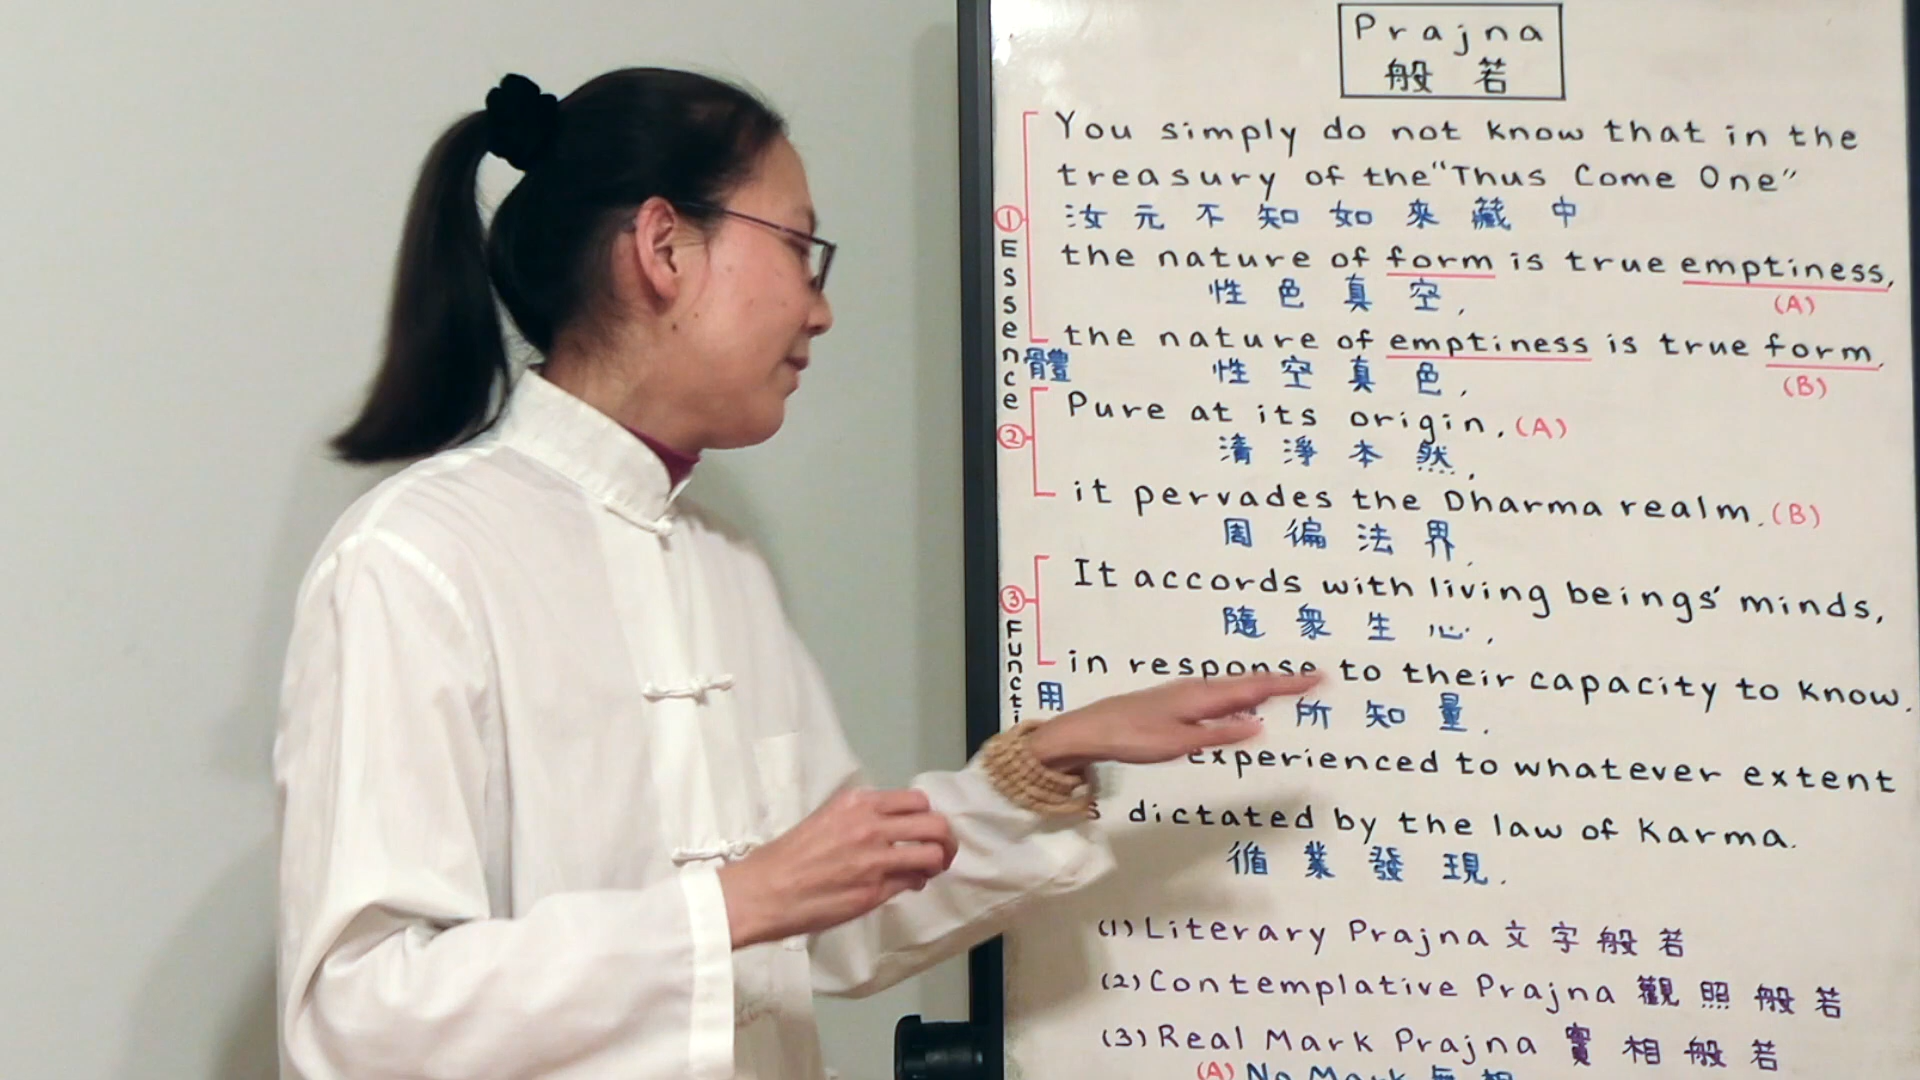 Prajna
般若
You simply do not know that in the
treasury of the "Thus Come One"
汝元不知如來藏中
the nature of form is true emptiness,
性色真空,
(A)
the nature of emptiness is true form.
性空真色,
(B)
① Essence 體
Pure at its origin, (A)
清淨本然,
②
it pervades the Dharma realm. (B)
周徧法界
It accords with living beings' minds,
隨衆生心,
③ Functi
用
in response to their capacity to know.
所知量.
experienced to whatever extent
dictated by the law of Karma.
循業發現.
(1) Literary Prajna 文字般若
(2) Contemplative Prajna 觀照般若
(3) Real Mark Prajna 實相般若
(A) No Mark 無相